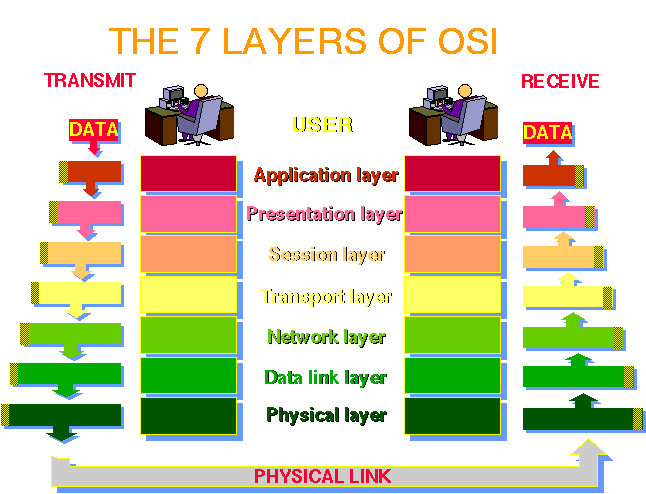 THE 7 LAYERS OF OSI
TRANSMIT
RECEIVE
DATA
USER
DATA
Application layer
Presentation layer
Session layer
Transport layer
Network layer
Data link layer
Physical layer
PHYSICAL LINK